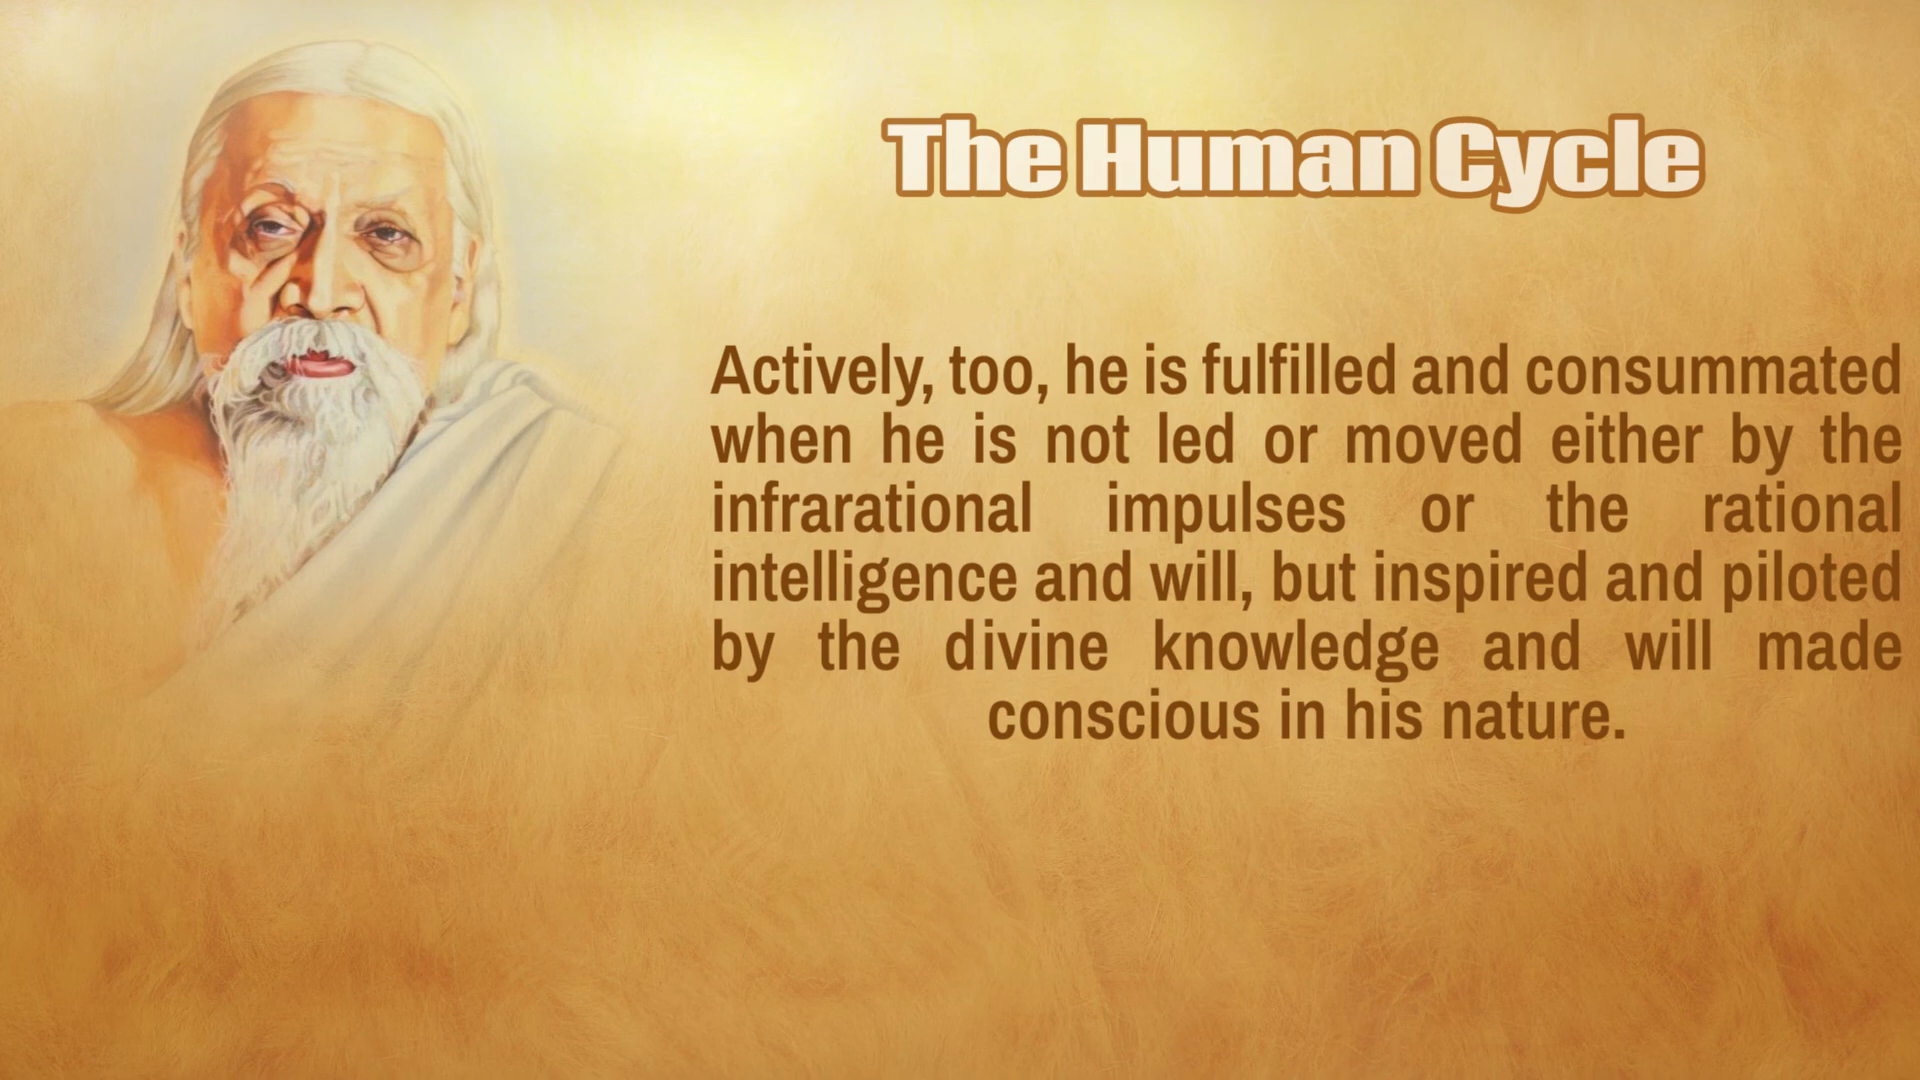 The Human Cycle
Actively, too, he is fulfilled and consummated
when he is not led or moved either by the
infrarational impulses or the rational
intelligence and will, but inspired and piloted
by the divine knowledge and will made
conscious in his nature.